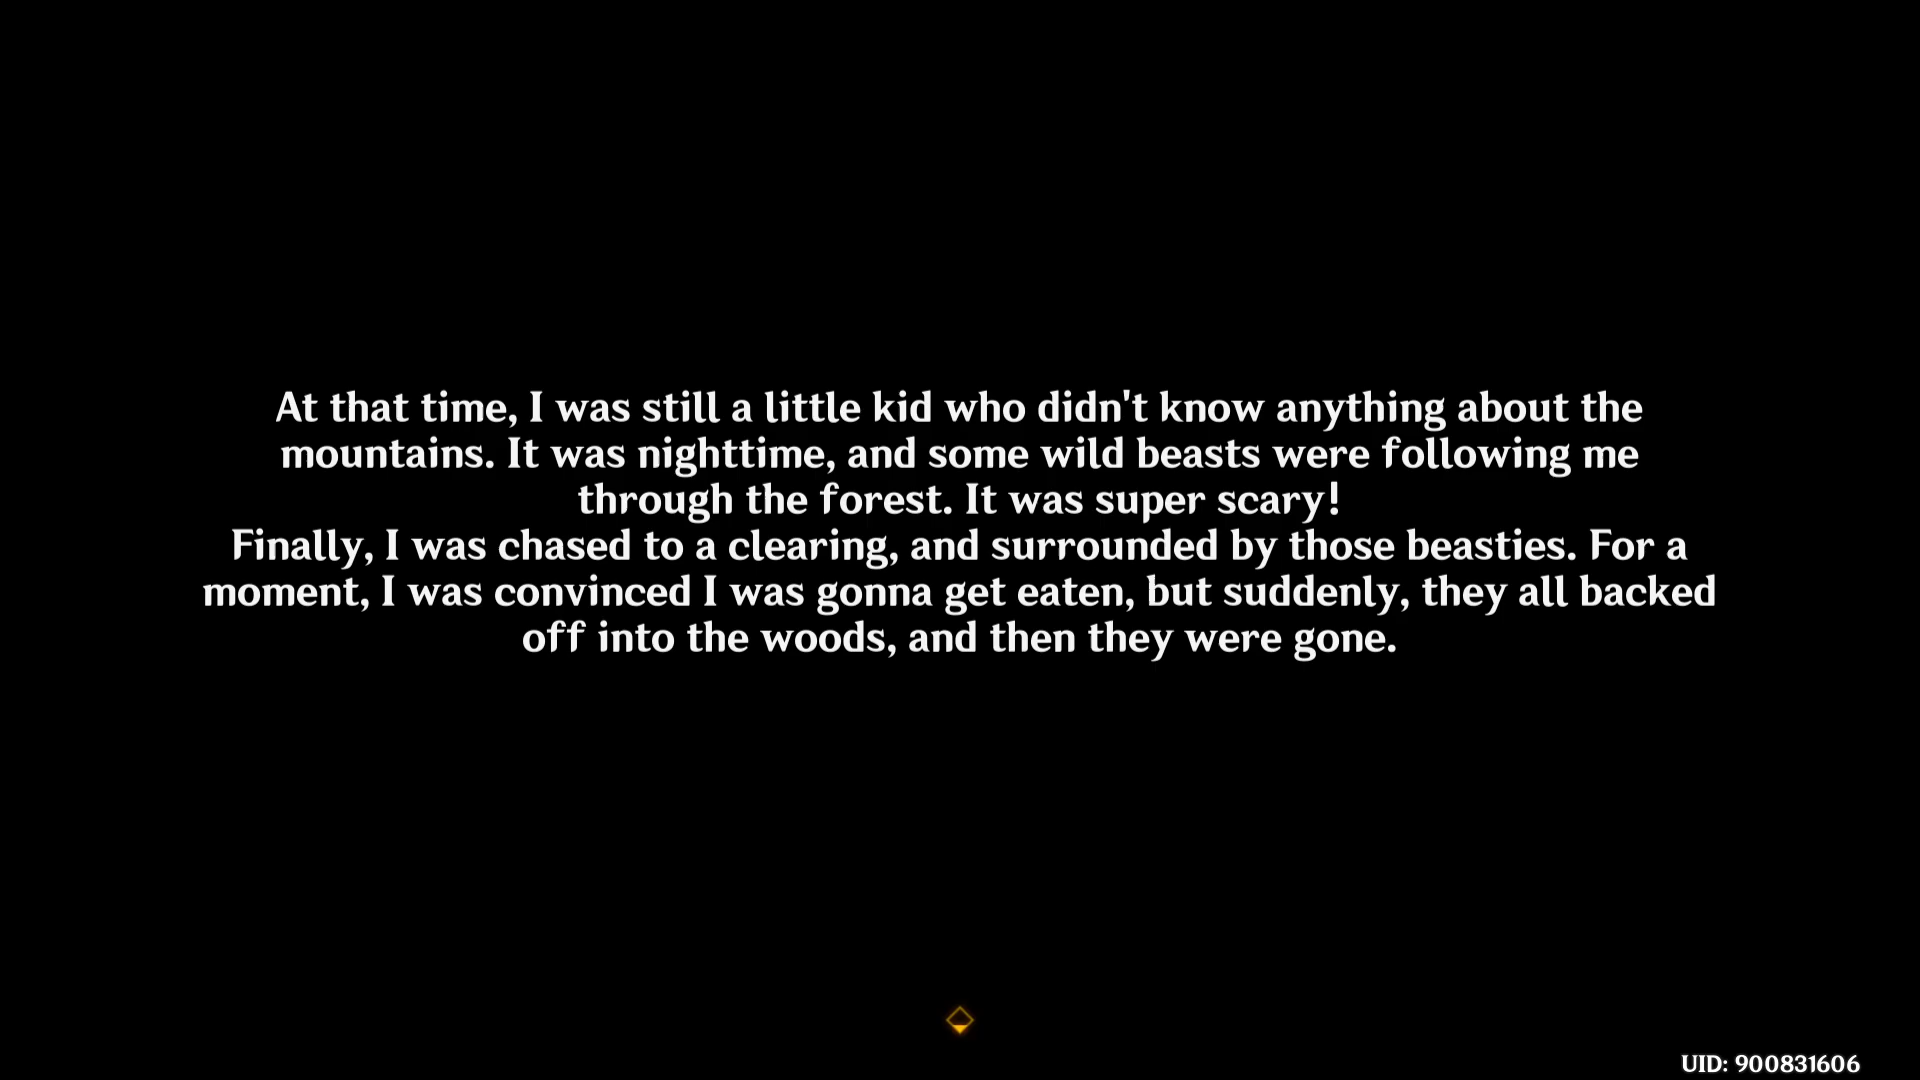 At that time, I was still a little kid who didn't know anything about the
mountains. It was nighttime, and some wild beasts were following me
through the forest. It was super scary!
Finally, I was chased to a clearing, and surrounded by those beasties. For a
moment, I was convinced I was gonna get eaten, but suddenly, they all backed
off into the woods, and then they were gone.
UID: 900831606